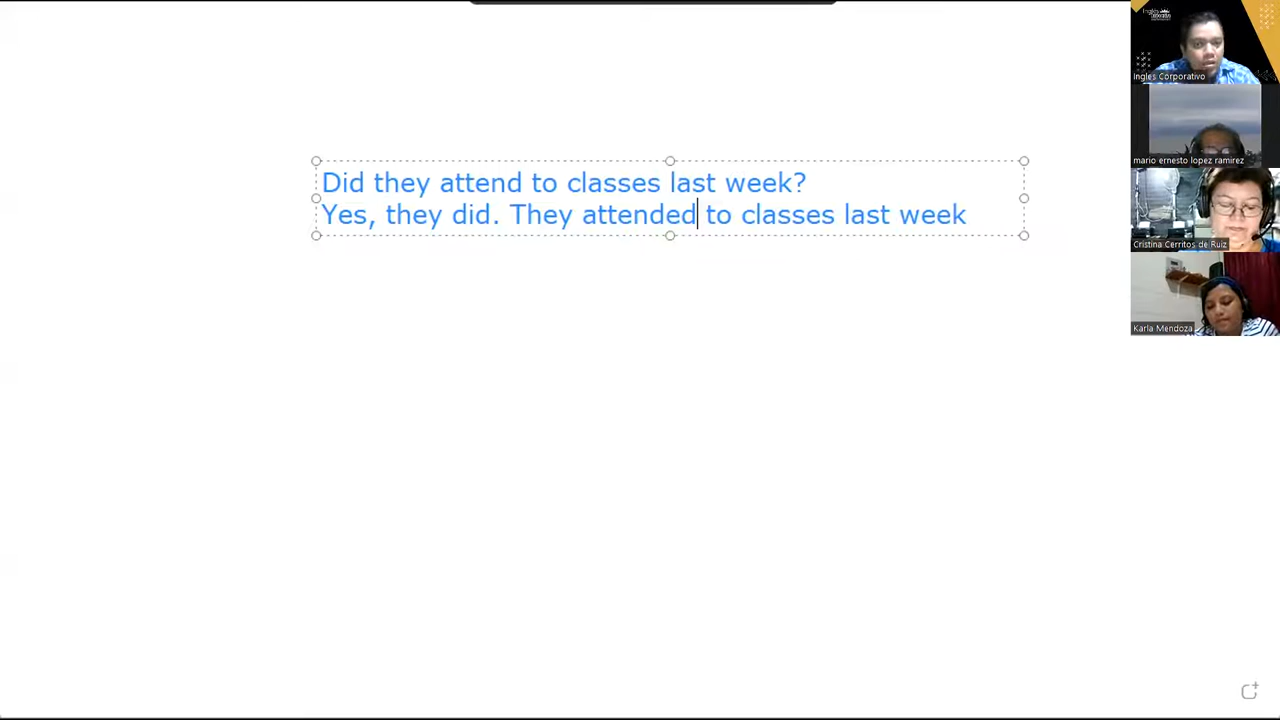 Did they attend to classes last week?
Yes, they did. They attended to classes last week
Ingles Corporativo
mario ernesto lopez ramirez
Cristina Cerritos de Ruiz
Karla Mendoza